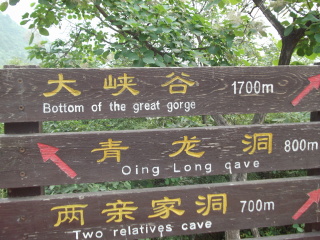 大峡谷 1700m
Bottom of the great gorge
青龙洞 800m
Qing Long qave
两亲家洞 700m
Two relatives cave